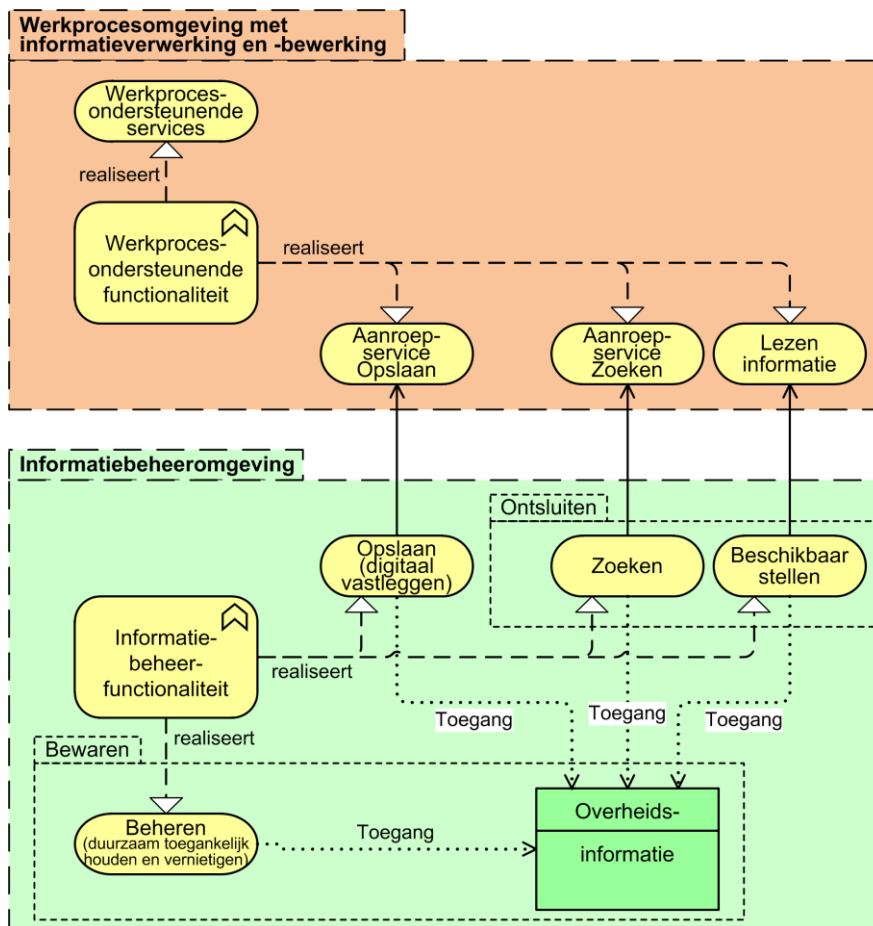 Werkprocesomgeving met
informatieverwerking en -bewerking
Werkproces-
ondersteunende
services
realiseert
Werkproces-
ondersteunende
functionaliteit
realiseert
Aanroep-
service
Opslaan
Aanroep-
service
Zoeken
Lezen
informatie
Informatiebeheeromgeving
Ontsluiten
Opslaan
(digitaal
vastleggen)
Zoeken
Beschikbaar
stellen
Informatie-
beheer-
functionaliteit
realiseert
Toegang
Toegang
Toegang
realiseert
Bewaren
Beheren
(duurzaam toegankelijk
houden en vernietigen)
Toegang
Overheids-
informatie